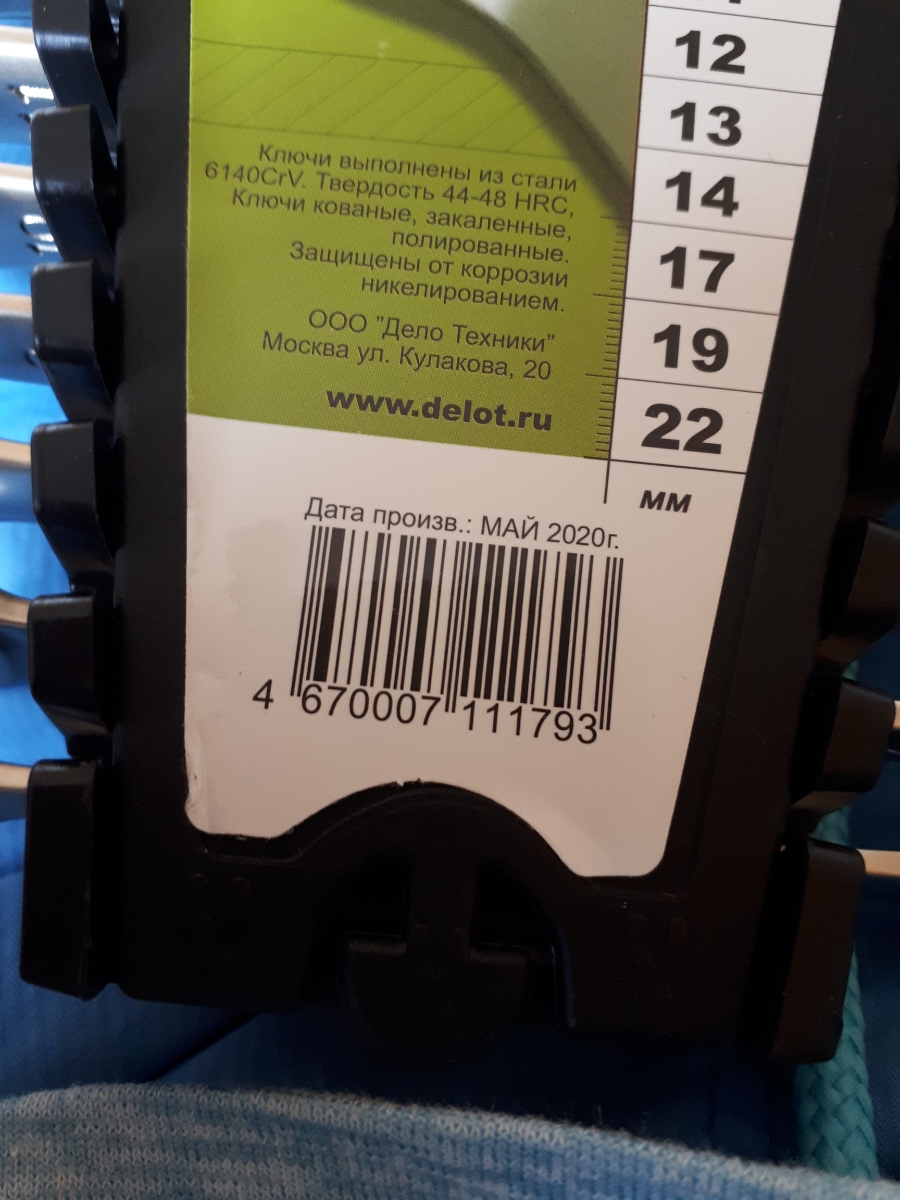 12
13
14
17
19
22
мм
Ключи выполнены из стали
6140CrV. Твердость 44-48 HRC,
Ключи кованые, закаленные,
полированные.
Защищены от коррозии
никелированием.
ООО "Дело Техники"
Москва ул. Кулакова, 20
www.delot.ru
Дата произв.: МАЙ 2020г.
4 670007 111793